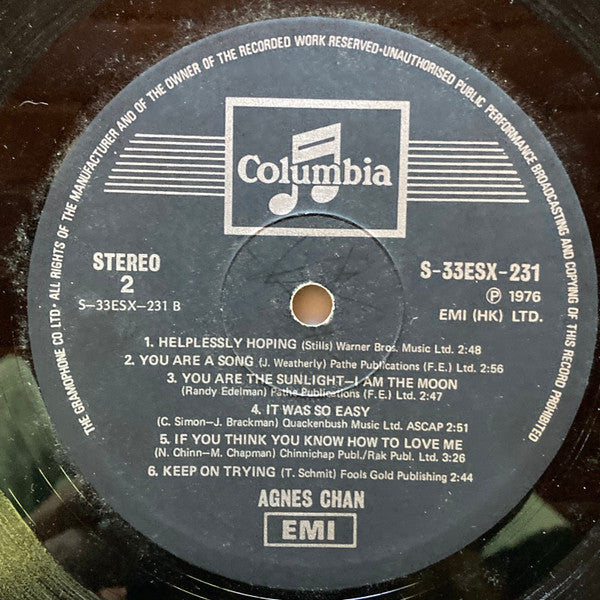 THE GRAMOPHONE CO LTD · ALL RIGHTS OF THE MANUFACTURER AND OF THE OWNER OF THE RECORDED WORK RESERVED-UNAUTHORISED PUBLIC PERFORMANCE BROADCASTING AND COPYING OF THIS RECORD PROHIBITED
Columbia
STEREO
2
S-33ESX-231 B
S-33ESX-231
Ⓟ 1976
EMI (HK) LTD.
1. HELPLESSLY HOPING (Stills) Warner Bros. Music Ltd. 2:48
2. YOU ARE A SONG (J. Weatherly) Pathe Publications (F.E.) Ltd. 2:56
3. YOU ARE THE SUNLIGHT—I AM THE MOON
(Randy Edelman) Pathe Publications (F.E.) Ltd. 2:47
4. IT WAS SO EASY
(C. Simon—J. Brackman) Quackenbush Music Ltd. ASCAP 2:51
5. IF YOU THINK YOU KNOW HOW TO LOVE ME
(N. Chinn—M. Chapman) Chinnichap Publ./Rak Publ. Ltd. 3:26
6. KEEP ON TRYING (T. Schmit) Fools Gold Publishing 2:44
AGNES CHAN
EMI